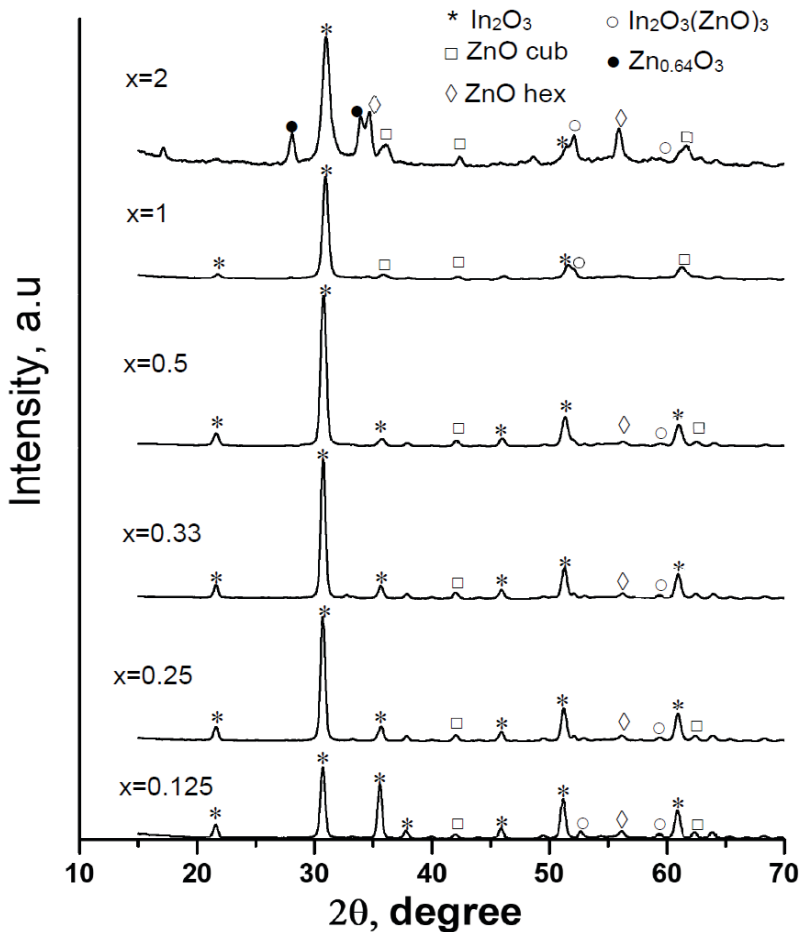 * In₂O₃
○ In₂O₃(ZnO)₃
□ ZnO cub
● Zn₀.₆₄O₃
◊ ZnO hex
x=2
x=1
x=0.5
x=0.33
x=0.25
x=0.125
Intensity, a.u
10 20 30 40 50 60 70
2θ, degree